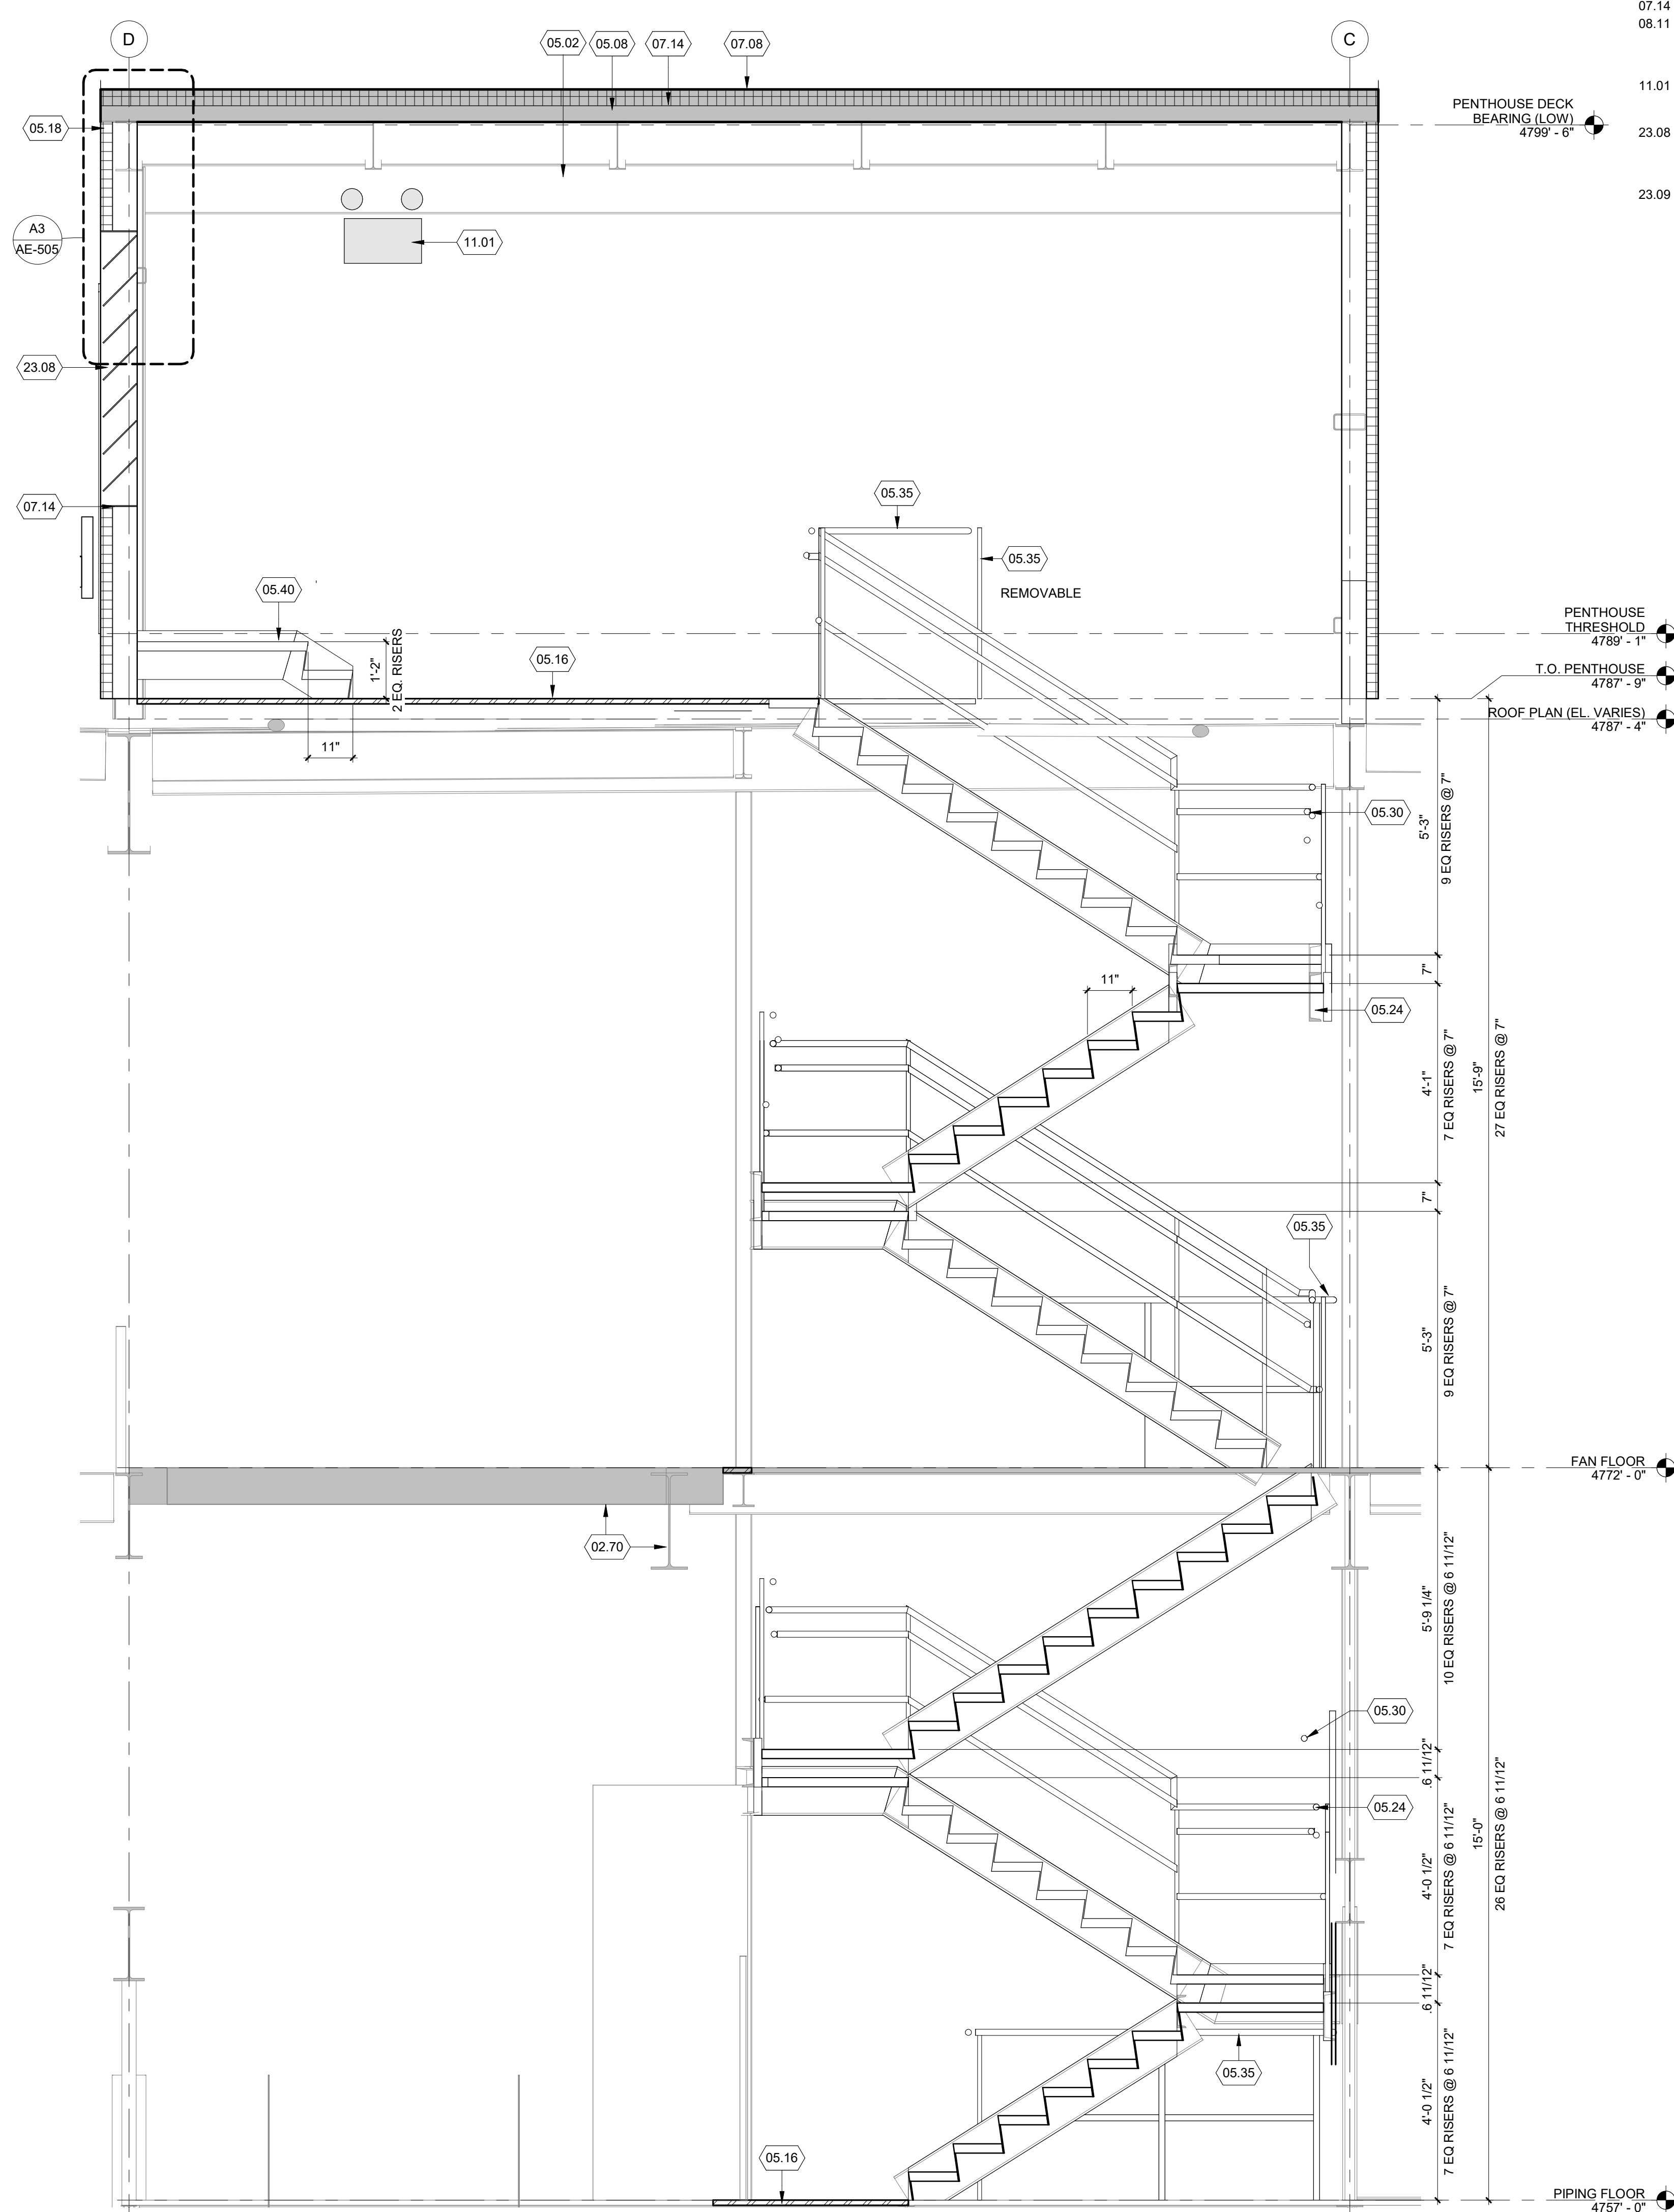 07.14
08.11
11.01
23.08
23.09
D
05.02
05.08
07.14
07.08
C
PENTHOUSE DECK
BEARING (LOW)
4799' - 6"
05.18
A3
AE-505
11.01
23.08
07.14
05.35
05.35
REMOVABLE
05.40
1'-2"
2 EQ. RISERS
11"
05.16
PENTHOUSE
THRESHOLD
4789' - 1"
T.O. PENTHOUSE
4787' - 9"
ROOF PLAN (EL. VARIES)
4787' - 4"
05.30
5'-3"
9 EQ RISERS @ 7"
7"
11"
05.24
4'-1"
7 EQ RISERS @ 7"
15'-9"
27 EQ RISERS @ 7"
7"
05.35
5'-3"
9 EQ RISERS @ 7"
FAN FLOOR
4772' - 0"
02.70
5'-9 1/4"
10 EQ RISERS @ 6 11/12"
05.30
.6 11/12"
05.24
4'-0 1/2"
7 EQ RISERS @ 6 11/12"
15'-0"
26 EQ RISERS @ 6 11/12"
.6 11/12"
05.35
4'-0 1/2"
7 EQ RISERS @ 6 11/12"
05.16
PIPING FLOOR
4757' - 0"